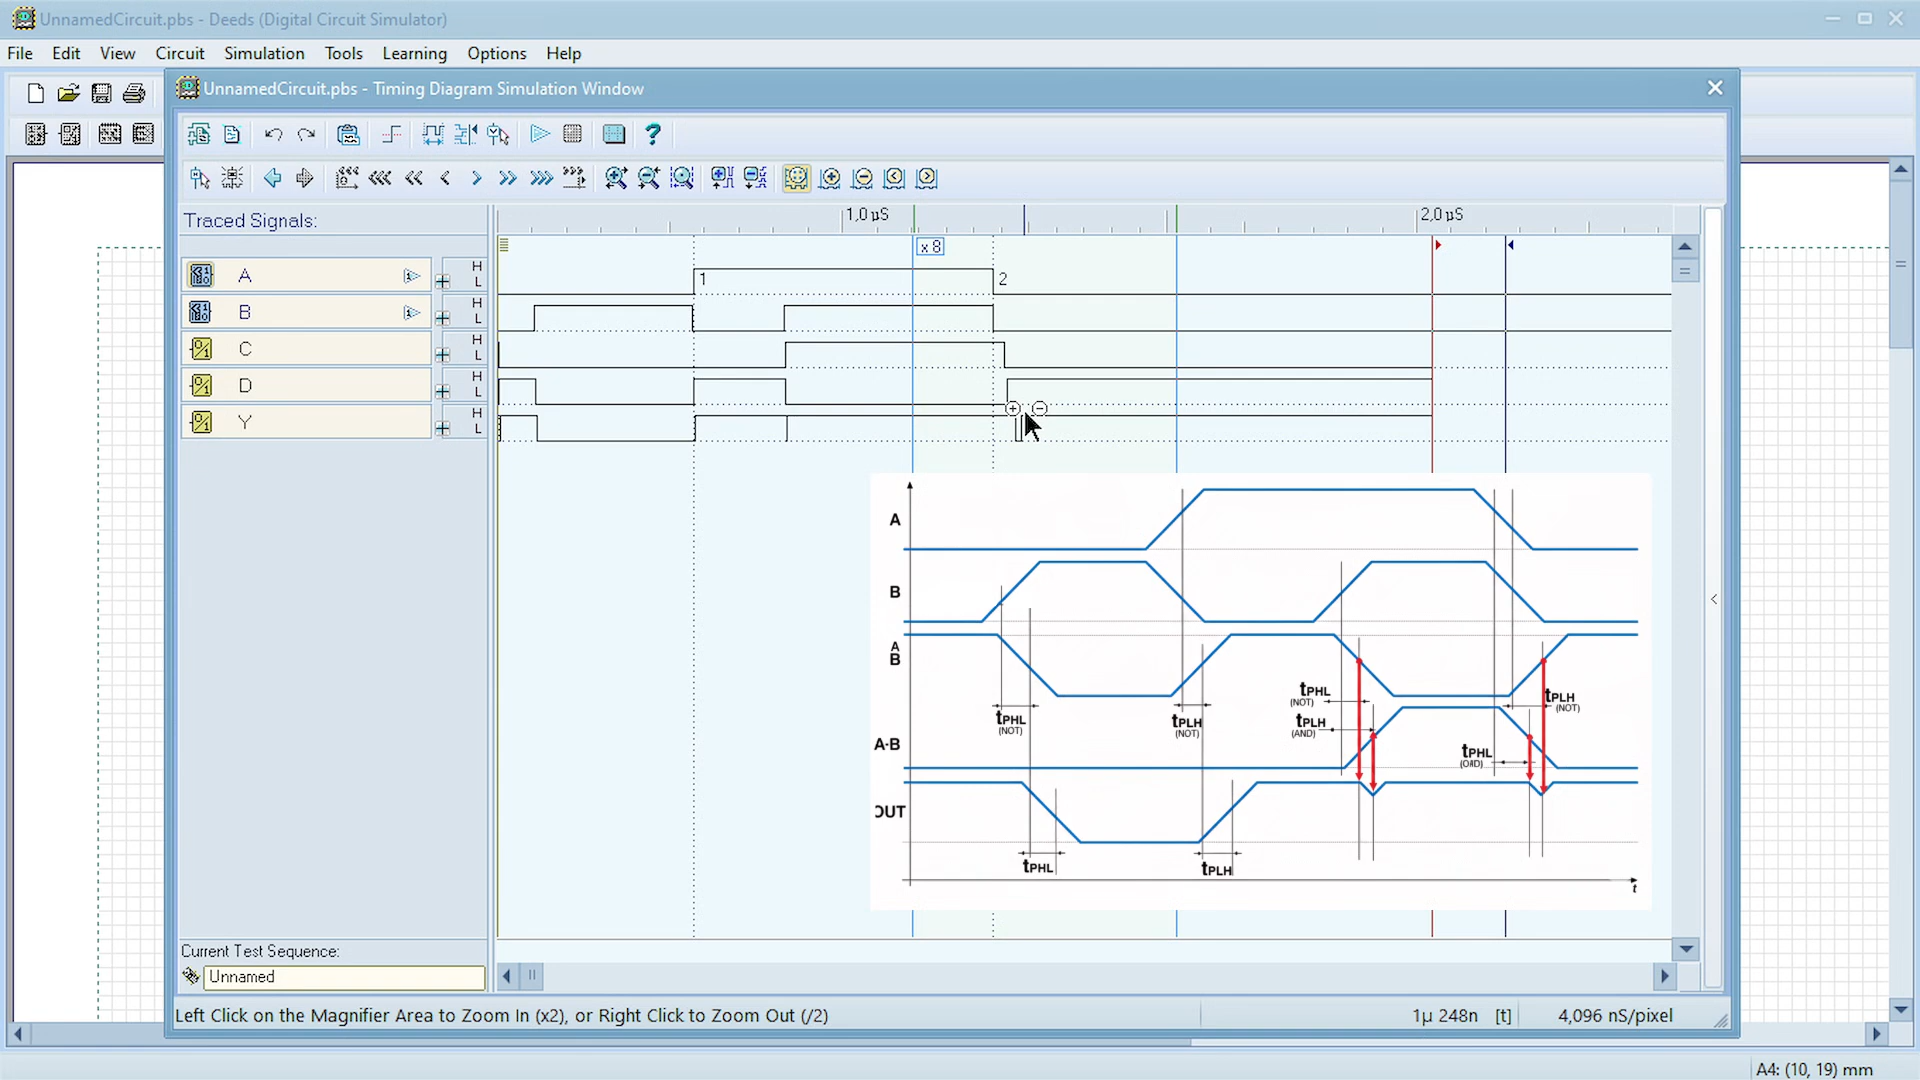 UnnamedCircuit.pbs - Deeds (Digital Circuit Simulator)
File Edit View Circuit Simulation Tools Learning Options Help
UnnamedCircuit.pbs - Timing Diagram Simulation Window
Traced Signals:
1,0 µS 2,0 µS
x 8
A H L 1 2
B H L
C H L
D H L
Y H L
A
B
A
B
tPHL
(NOT)
tPLH
(NOT)
tPHL
(NOT)
tPLH
(AND)
tPLH
(NOT)
A·B
tPHL
OUT
tPHL
tPLH
t
Current Test Sequence:
Unnamed
Left Click on the Magnifier Area to Zoom In (x2), or Right Click to Zoom Out (/2) 1µ 248n [t] 4,096 nS/pixel
A4: (10, 19) mm